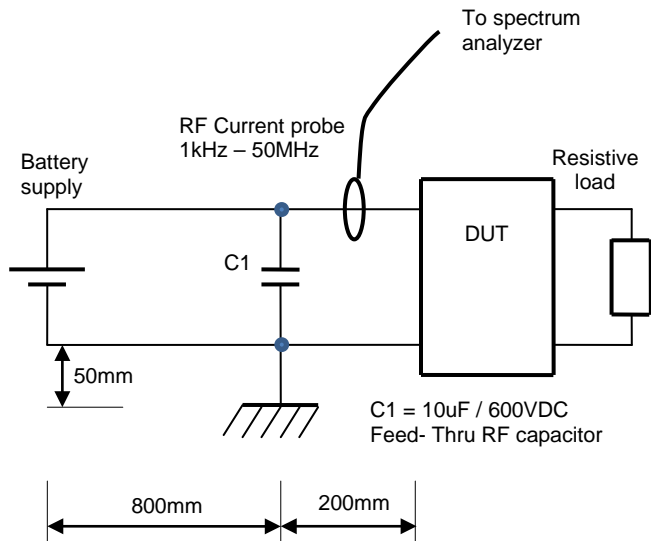 To spectrum
analyzer
RF Current probe
1kHz – 50MHz
Battery
supply
Resistive
load
DUT
C1
50mm
C1 = 10uF / 600VDC
Feed- Thru RF capacitor
800mm
200mm